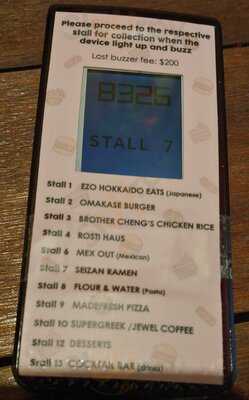 Please proceed to the respective
stall for collection when the
device light up and buzz
Lost buzzer fee: $200
8325
STALL 7
Stall 1 EZO HOKKAIDO EATS (Japanese)
Stall 2 OMAKASE BURGER
Stall 3 BROTHER CHENG'S CHICKEN RICE
Stall 4 ROSTI HAUS
Stall 6 MEX OUT (Mexican)
Stall 7 SEIZAN RAMEN
Stall 8 FLOUR & WATER (Pasta)
Stall 9 MADFRESH PIZZA
Stall 10 SUPERGREEK /JEWEL COFFEE
Stall 12 DESSERTS
Stall 13 COCKTAIL BAR (drinks)